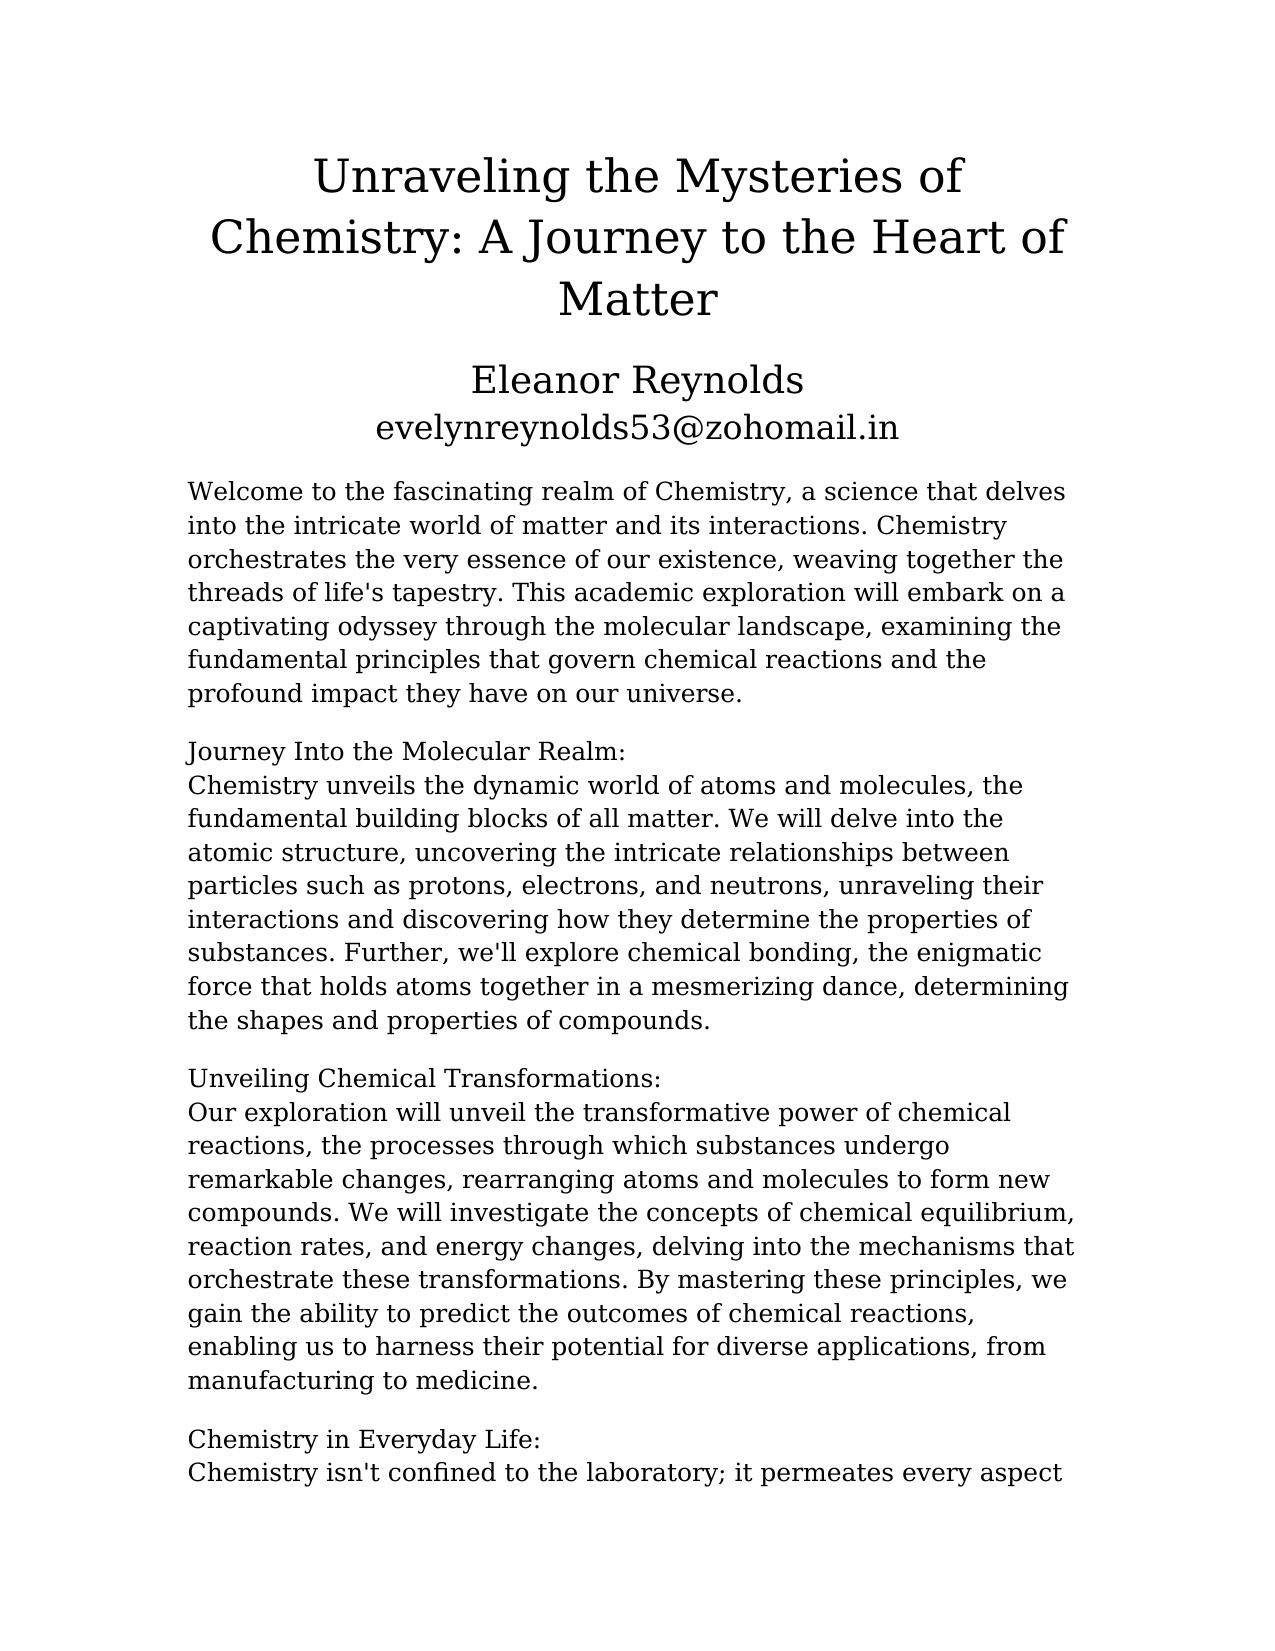 Unraveling the Mysteries of
Chemistry: A Journey to the Heart of
Matter
Eleanor Reynolds
evelynreynolds53@zohomail.in
Welcome to the fascinating realm of Chemistry, a science that delves
into the intricate world of matter and its interactions. Chemistry
orchestrates the very essence of our existence, weaving together the
threads of life's tapestry. This academic exploration will embark on a
captivating odyssey through the molecular landscape, examining the
fundamental principles that govern chemical reactions and the
profound impact they have on our universe.
Journey Into the Molecular Realm:
Chemistry unveils the dynamic world of atoms and molecules, the
fundamental building blocks of all matter. We will delve into the
atomic structure, uncovering the intricate relationships between
particles such as protons, electrons, and neutrons, unraveling their
interactions and discovering how they determine the properties of
substances. Further, we'll explore chemical bonding, the enigmatic
force that holds atoms together in a mesmerizing dance, determining
the shapes and properties of compounds.
Unveiling Chemical Transformations:
Our exploration will unveil the transformative power of chemical
reactions, the processes through which substances undergo
remarkable changes, rearranging atoms and molecules to form new
compounds. We will investigate the concepts of chemical equilibrium,
reaction rates, and energy changes, delving into the mechanisms that
orchestrate these transformations. By mastering these principles, we
gain the ability to predict the outcomes of chemical reactions,
enabling us to harness their potential for diverse applications, from
manufacturing to medicine.
Chemistry in Everyday Life:
Chemistry isn't confined to the laboratory; it permeates every aspect